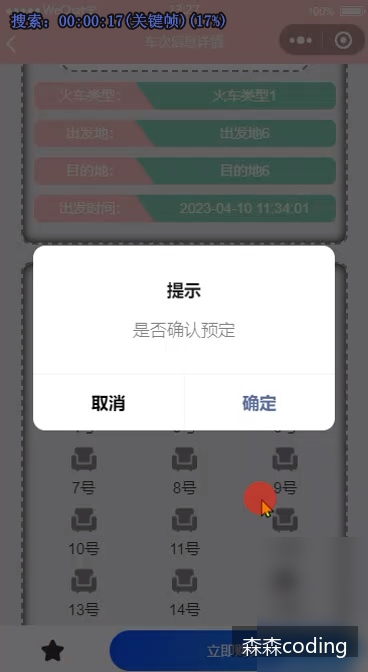 搜索：00:00:17(关键帧)(17%)
100%
车次信息详情
火车类型：
火车类型1
出发地：
出发地6
目的地：
目的地6
出发时间：
2023-04-10 11:34:01
提示
是否确认预定
取消
确定
7号
8号
9号
10号
11号
13号
14号
立即
森森coding